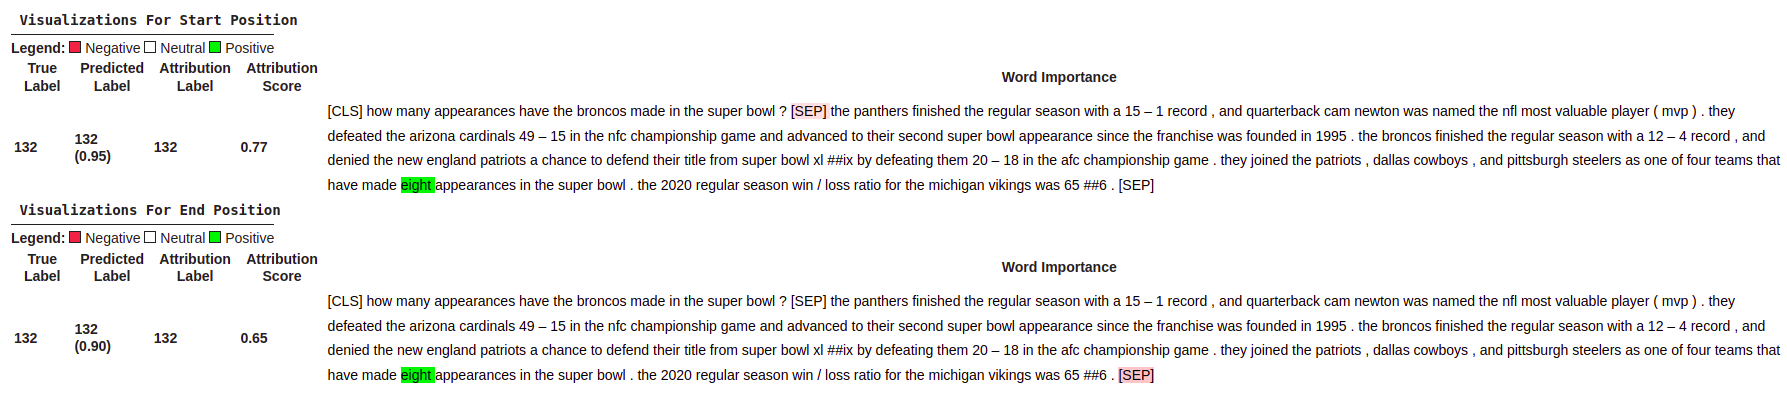 Visualizations For Start Position
Legend: Negative Neutral Positive
True Label Predicted Label Attribution Label Attribution Score Word Importance
[CLS] how many appearances have the broncos made in the super bowl ? [SEP] the panthers finished the regular season with a 15 – 1 record , and quarterback cam newton was named the nfl most valuable player ( mvp ) . they
defeated the arizona cardinals 49 – 15 in the nfc championship game and advanced to their second super bowl appearance since the franchise was founded in 1995 . the broncos finished the regular season with a 12 – 4 record , and
132 132 (0.95) 132 0.77
denied the new england patriots a chance to defend their title from super bowl xl ##ix by defeating them 20 – 18 in the afc championship game . they joined the patriots , dallas cowboys , and pittsburgh steelers as one of four teams that
have made eight appearances in the super bowl . the 2020 regular season win / loss ratio for the michigan vikings was 65 ##6 . [SEP]
Visualizations For End Position
Legend: Negative Neutral Positive
True Label Predicted Label Attribution Label Attribution Score Word Importance
[CLS] how many appearances have the broncos made in the super bowl ? [SEP] the panthers finished the regular season with a 15 – 1 record , and quarterback cam newton was named the nfl most valuable player ( mvp ) . they
defeated the arizona cardinals 49 – 15 in the nfc championship game and advanced to their second super bowl appearance since the franchise was founded in 1995 . the broncos finished the regular season with a 12 – 4 record , and
132 132 (0.90) 132 0.65
denied the new england patriots a chance to defend their title from super bowl xl ##ix by defeating them 20 – 18 in the afc championship game . they joined the patriots , dallas cowboys , and pittsburgh steelers as one of four teams that
have made eight appearances in the super bowl . the 2020 regular season win / loss ratio for the michigan vikings was 65 ##6 . [SEP]